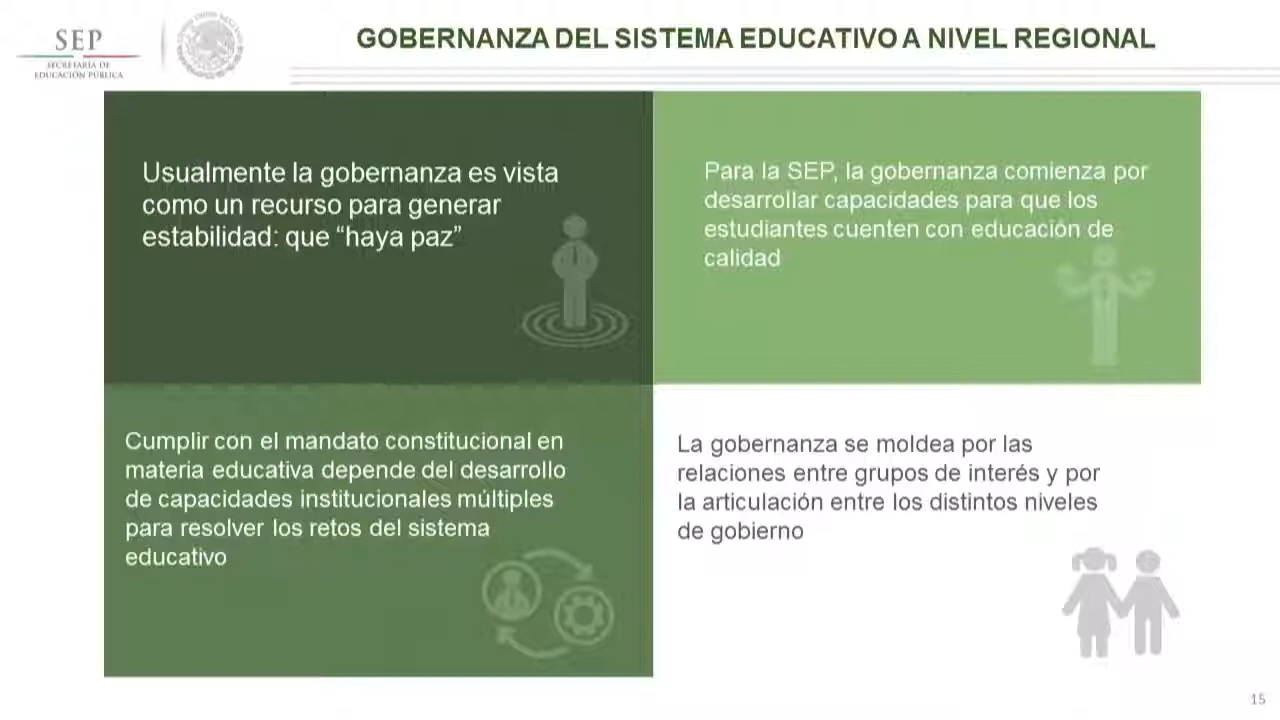 SEP
SECRETARÍA DE
EDUCACIÓN PÚBLICA
GOBERNANZA DEL SISTEMA EDUCATIVO A NIVEL REGIONAL
Usualmente la gobernanza es vista
como un recurso para generar
estabilidad: que “haya paz”
Para la SEP, la gobernanza comienza por
desarrollar capacidades para que los
estudiantes cuenten con educación de
calidad
Cumplir con el mandato constitucional en
materia educativa depende del desarrollo
de capacidades institucionales múltiples
para resolver los retos del sistema
educativo
La gobernanza se moldea por las
relaciones entre grupos de interés y por
la articulación entre los distintos niveles
de gobierno
15